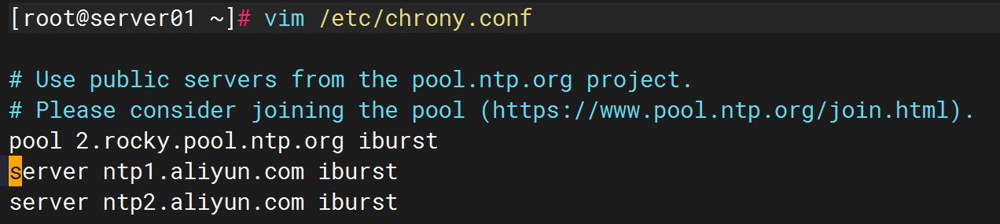 [root@server01 ~]# vim /etc/chrony.conf
# Use public servers from the pool.ntp.org project.
# Please consider joining the pool (https://www.pool.ntp.org/join.html).
pool 2.rocky.pool.ntp.org iburst
server ntp1.aliyun.com iburst
server ntp2.aliyun.com iburst